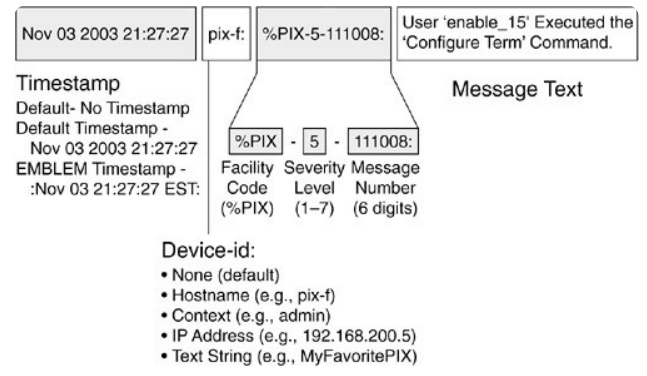 Nov 03 2003 21:27:27 pix-f: %PIX-5-111008: User 'enable_15' Executed the
'Configure Term' Command.
Timestamp
Default- No Timestamp
Default Timestamp -
Nov 03 2003 21:27:27
EMBLEM Timestamp -
:Nov 03 21:27:27 EST:
Message Text
%PIX - 5 - 111008:
Facility Severity Message
Code Level Number
(%PIX) (1–7) (6 digits)
Device-id:
• None (default)
• Hostname (e.g., pix-f)
• Context (e.g., admin)
• IP Address (e.g., 192.168.200.5)
• Text String (e.g., MyFavoritePIX)